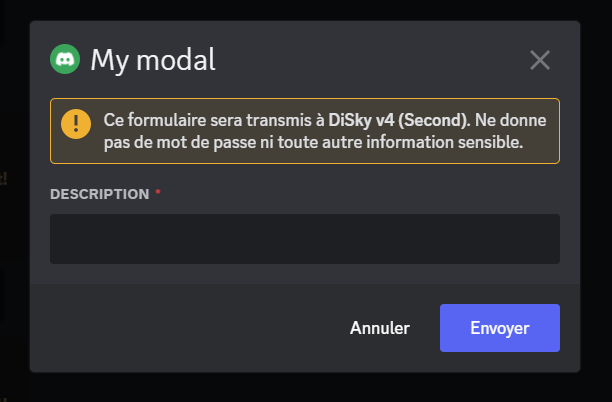 My modal
Ce formulaire sera transmis à DiSky v4 (Second). Ne donne
pas de mot de passe ni toute autre information sensible.
DESCRIPTION *
Annuler
Envoyer